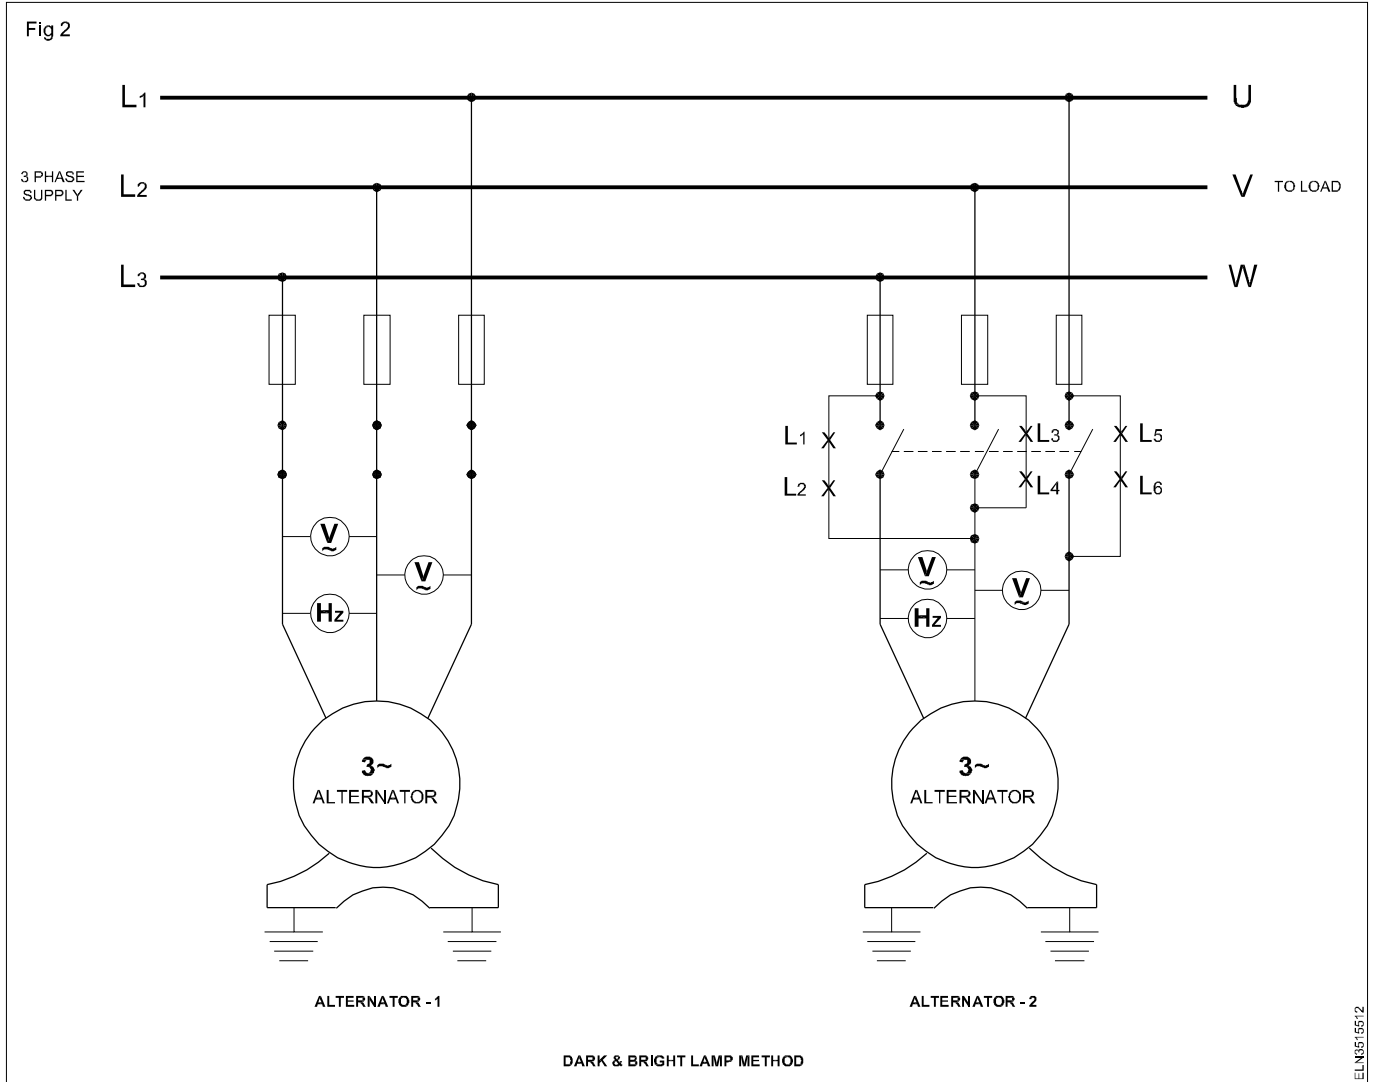 Fig 2
L1
U
3 PHASE
SUPPLY
L2
V
TO LOAD
L3
W
L1
L3
L5
L2
L4
L6
V
~
V
~
V
~
V
~
Hz
Hz
3~
ALTERNATOR
3~
ALTERNATOR
ALTERNATOR - 1
ALTERNATOR - 2
DARK & BRIGHT LAMP METHOD
ELN3515512